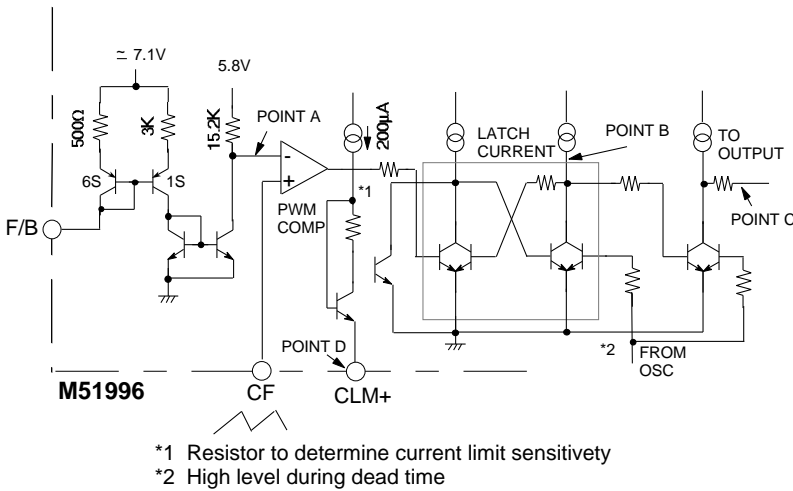 ≃ 7.1V
5.8V
500Ω
3K
15.2K
POINT A
200µA
LATCH
CURRENT
POINT B
TO
OUTPUT
6S
1S
-
+
*1
PWM
COMP
POINT C
F/B
POINT D
*2
FROM
OSC
M51996
CF
CLM+
*1 Resistor to determine current limit sensitivety
*2 High level during dead time